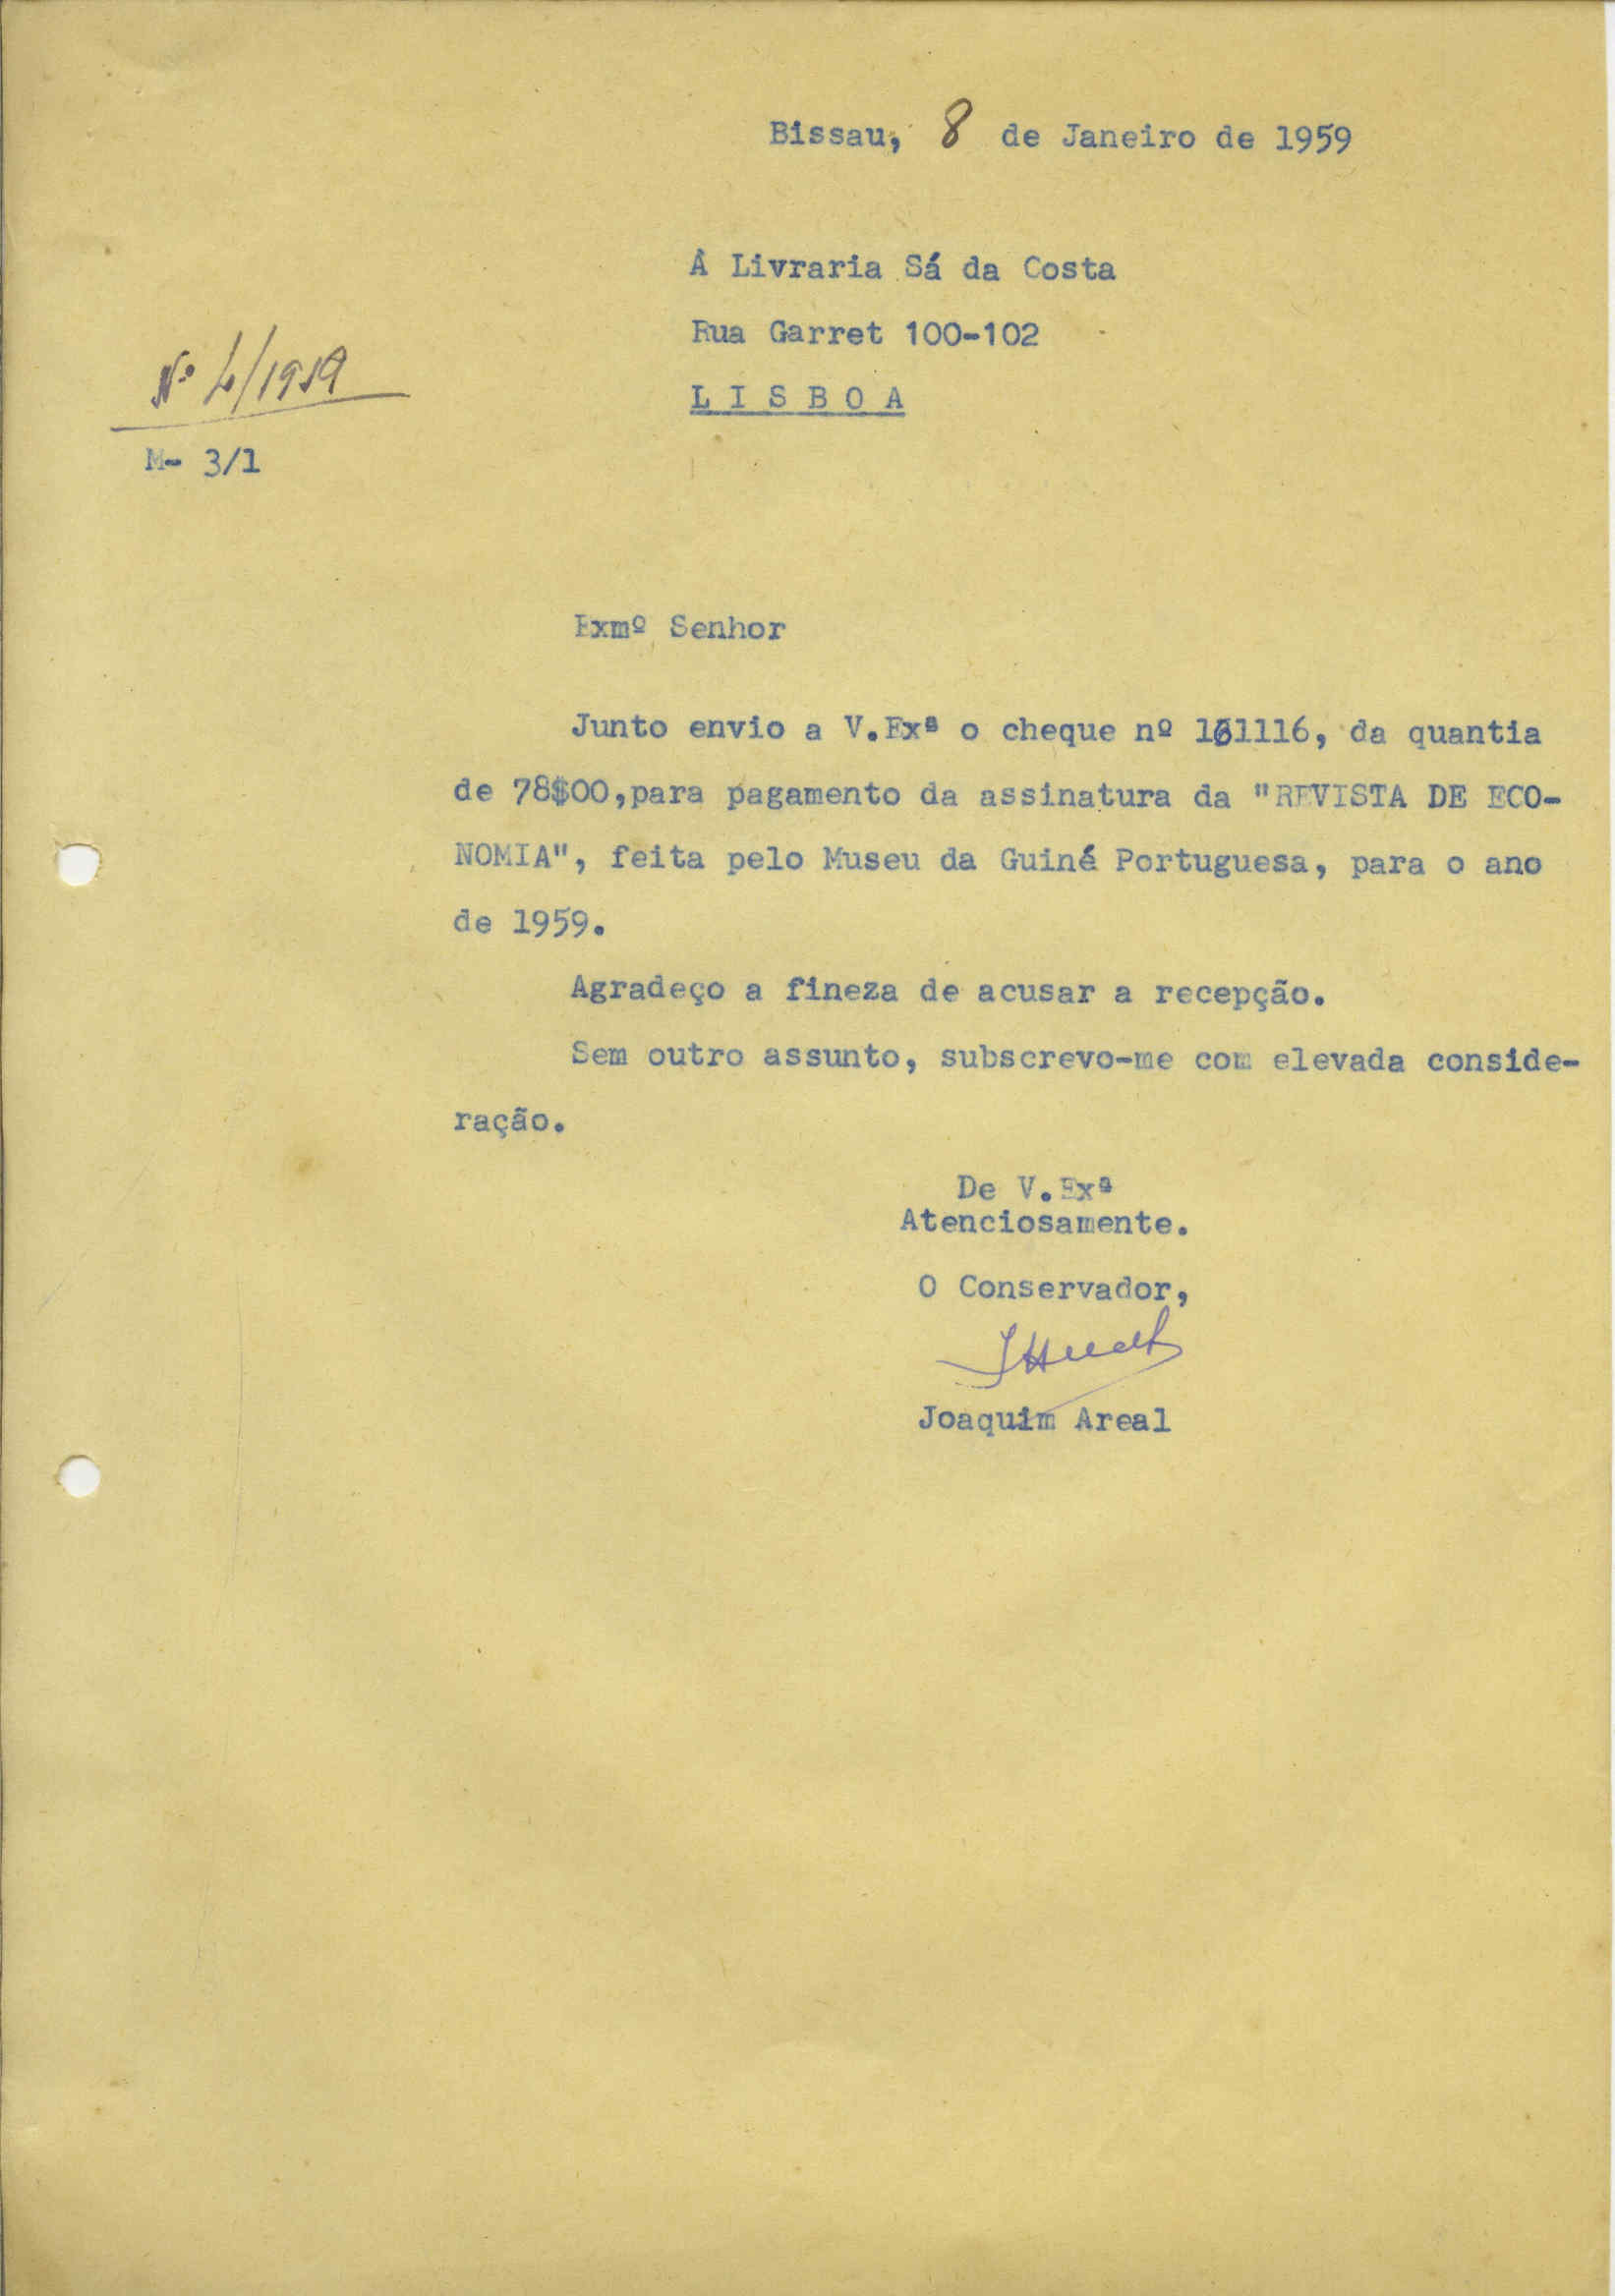 Bissau, 8 de Janeiro de 1959
À Livraria Sá da Costa
Rua Garret 100-102
Nº 4/1959
LISBOA
M- 3/1
Exmº Senhor
Junto envio a V.Exª o cheque nº 161116, da quantia
de 78$00,para pagamento da assinatura da "REVISTA DE ECO-
NOMIA", feita pelo Museu da Guiné Portuguesa, para o ano
de 1959.
Agradeço a fineza de acusar a recepção.
Sem outro assunto, subscrevo-me com elevada conside-
ração.
De V.Exª
Atenciosamente.
O Conservador,
Joaquim Areal